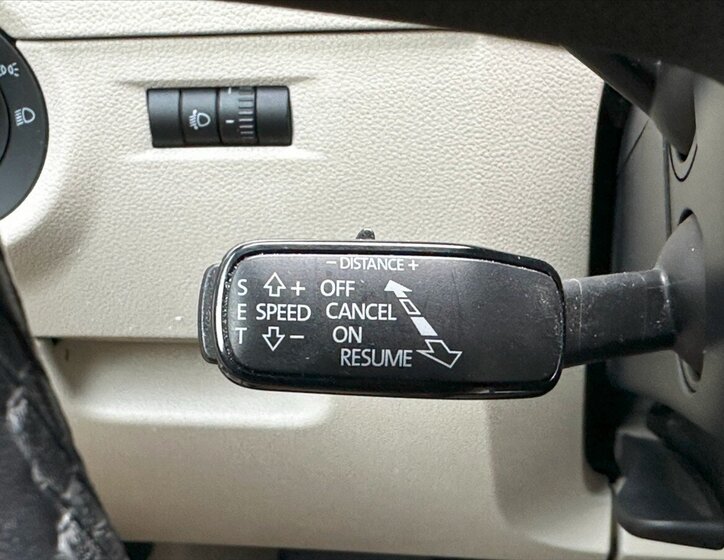 − DISTANCE +
S + OFF
E SPEED CANCEL
T − ON
RESUME